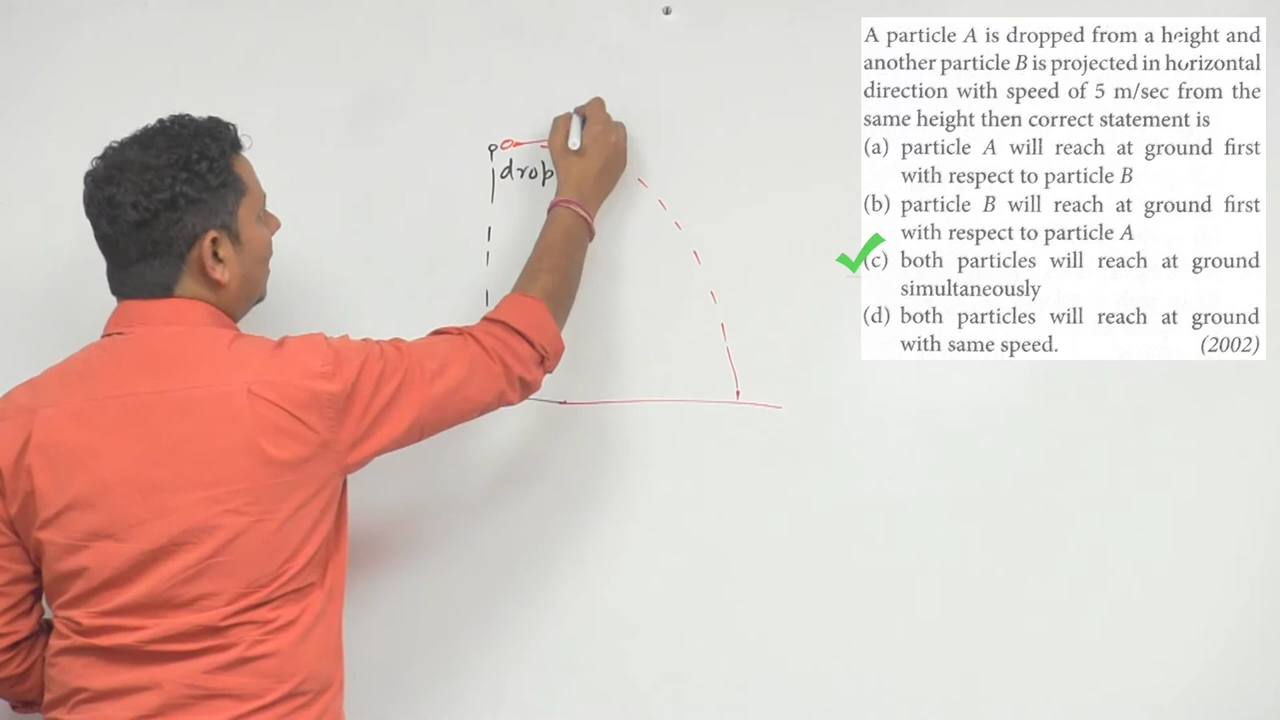 drop
A particle A is dropped from a height and
another particle B is projected in horizontal
direction with speed of 5 m/sec from the
same height then correct statement is
(a) particle A will reach at ground first
with respect to particle B
(b) particle B will reach at ground first
with respect to particle A
(c) both particles will reach at ground
simultaneously
(d) both particles will reach at ground
with same speed. (2002)